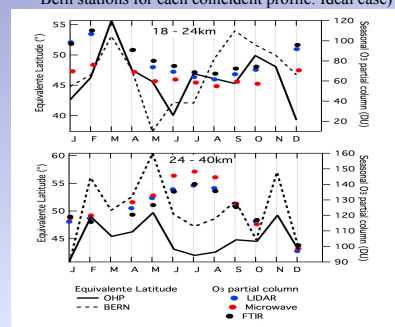 Bern stations for each coincident profile. Ideal case)
18 - 24km
Equivalente Latitude (°)
55
50
45
40
120
100
80
60
40
20
Seasonal O3 partial column (DU)
J F M A M J J A S O N D
24 - 40km
Equivalente Latitude (°)
60
55
50
45
160
150
140
130
120
110
100
90
Seasonal O3 partial column (DU)
J F M A M J J A S O N D
Equivalente Latitude
OHP
BERN
O3 partial column
LIDAR
Microwave
FTIR